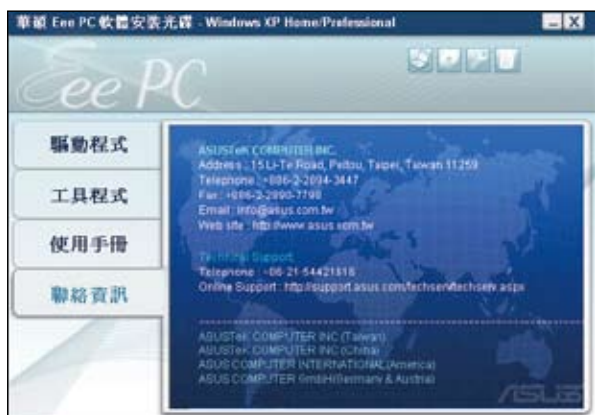 華碩 Eee PC 軟體安裝光碟 - Windows XP Home/Professional
Eee PC
驅動程式
工具程式
使用手冊
聯絡資訊
ASUSTeK COMPUTER INC.
Address : 15 Li-Te Road, Peitou, Taipei, Taiwan 11259
Telephone : +886-2-2894-3447
Fax : +886-2-2890-7798
Email : info@asus.com.tw
Web site : http://www.asus.com.tw
Technical Support
Telephone : +86-21-54421616
Online Support : http://support.asus.com/techserv/techserv.aspx
ASUSTeK COMPUTER INC.(Taiwan)
ASUSTeK COMPUTER INC.(China)
ASUS COMPUTER INTERNATIONAL(America)
ASUS COMPUTER GmbH(Germany & Austria)
ASUS